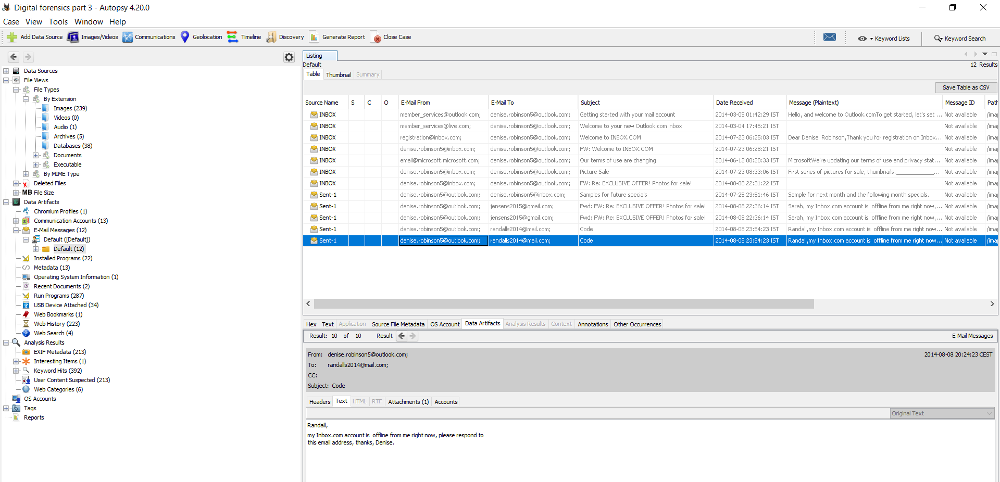 Digital forensics part 3 - Autopsy 4.20.0
Case View Tools Window Help
Add Data Source Images/Videos Communications Geolocation Timeline Discovery Generate Report Close Case Keyword Lists Keyword Search
Data Sources
File Views
File Types
By Extension
Images (239)
Videos (0)
Audio (1)
Archives (5)
Databases (38)
Documents
Executable
By MIME Type
Deleted Files
MB File Size
Data Artifacts
Chromium Profiles (1)
Communication Accounts (13)
E-Mail Messages (12)
Default ([Default])
Default (12)
Installed Programs (22)
Metadata (13)
Operating System Information (1)
Recent Documents (2)
Run Programs (287)
USB Device Attached (34)
Web Bookmarks (1)
Web History (223)
Web Search (4)
Analysis Results
EXIF Metadata (213)
Interesting Items (1)
Keyword Hits (392)
User Content Suspected (213)
Web Categories (6)
OS Accounts
Tags
Reports
Listing
Default 12 Results
Table Thumbnail Summary
Save Table as CSV
Source Name S C O E-Mail From E-Mail To Subject Date Received Message (Plaintext) Message ID Path
INBOX member_services@outlook.com; denise.robinson5@outlook.com; Getting started with your mail account 2014-03-05 01:42:29 IST Hello, and welcome to Outlook.comTo get started, let's set ... Not available /imag
INBOX member_services@live.com; denise.robinson5@outlook.com; Welcome to your new Outlook.com inbox 2014-03-04 17:45:21 IST Not available /imag
INBOX registration@inbox.com; denise.robinson5@outlook.com; Welcome to INBOX.COM 2014-07-23 06:25:03 IST Dear Denise Robinson,Thank you for registration on Inbox... Not available /imag
INBOX denise.robinson5@inbox.com; denise.robinson5@outlook.com; FW: Welcome to INBOX.COM 2014-07-23 06:28:21 IST Not available /imag
INBOX email@microsoft.microsoft.com; denise.robinson5@outlook.com; Our terms of use are changing 2014-06-12 08:20:33 IST MicrosoftWe're updating our terms of use and privacy stat... Not available /imag
INBOX denise.robinson5@inbox.com; denise.robinson5@outlook.com; Picture Sale 2014-07-23 08:33:06 IST First series of pictures for sale, thumbnails.____________... Not available /imag
INBOX denise.robinson5@inbox.com; denise.robinson5@outlook.com; FW: Re: EXCLUSIVE OFFER! Photos for sale! 2014-08-08 22:31:22 IST Not available /imag
Sent-1 denise.robinson5@outlook.com; denise.robinson5@inbox.com; Samples for future specials 2014-07-25 23:51:46 IST Sample for next month and the following month specials. Not available /imag
Sent-1 denise.robinson5@outlook.com; jensens2015@gmail.com; Fwd: FW: Re: EXCLUSIVE OFFER! Photos for sale! 2014-08-08 22:36:14 IST Sarah, my Inbox.com account is offline from me right now,... Not available /imag
Sent-1 denise.robinson5@outlook.com; jensens2015@gmail.com; Fwd: FW: Re: EXCLUSIVE OFFER! Photos for sale! 2014-08-08 22:36:14 IST Sarah, my Inbox.com account is offline from me right now,... Not available /imag
Sent-1 denise.robinson5@outlook.com; randalls2014@mail.com; Code 2014-08-08 23:54:23 IST Randall,my Inbox.com account is offline from me right now... Not available /imag
Sent-1 denise.robinson5@outlook.com; randalls2014@mail.com; Code 2014-08-08 23:54:23 IST Randall,my Inbox.com account is offline from me right now... Not available /imag
Hex Text Application Source File Metadata OS Account Data Artifacts Analysis Results Context Annotations Other Occurrences
Result: 10 of 10 Result E-Mail Messages
From: denise.robinson5@outlook.com; 2014-08-08 20:24:23 CEST
To: randalls2014@mail.com;
CC:
Subject: Code
Headers Text HTML RTF Attachments (1) Accounts
Original Text
Randall,
my Inbox.com account is offline from me right now, please respond to
this email address, thanks, Denise.